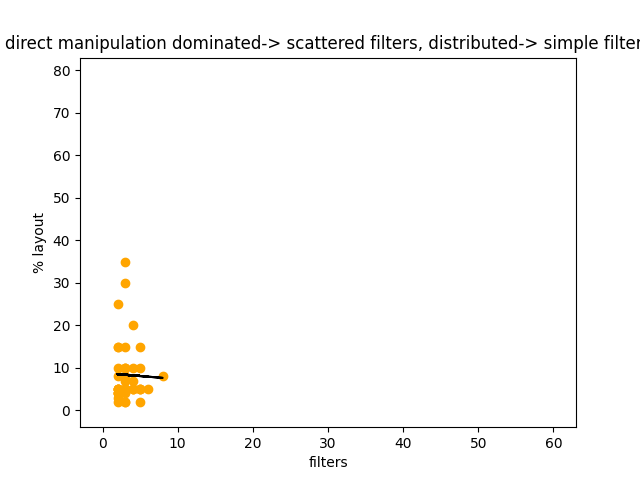 direct manipulation dominated-> scattered filters, distributed-> simple filter
80
70
60
50
40
30
20
10
0
% layout
0 10 20 30 40 50 60
filters